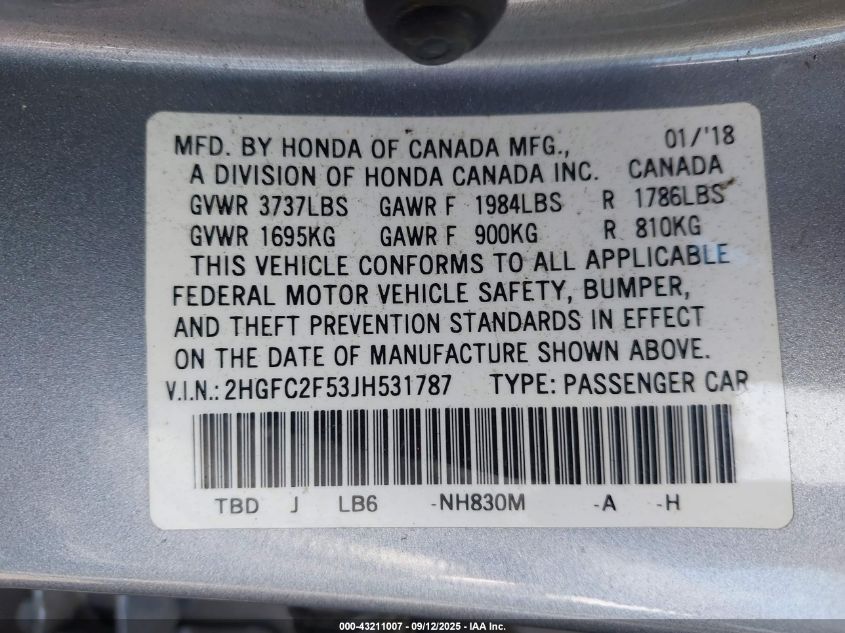 MFD. BY HONDA OF CANADA MFG., 01/'18
A DIVISION OF HONDA CANADA INC. CANADA
GVWR 3737LBS GAWR F 1984LBS R 1786LBS
GVWR 1695KG GAWR F 900KG R 810KG
THIS VEHICLE CONFORMS TO ALL APPLICABLE
FEDERAL MOTOR VEHICLE SAFETY, BUMPER,
AND THEFT PREVENTION STANDARDS IN EFFECT
ON THE DATE OF MANUFACTURE SHOWN ABOVE.
V.I.N.: 2HGFC2F53JH531787 TYPE: PASSENGER CAR
TBD J LB6 -NH830M -A -H
000-43211007 - 09/12/2025 - IAA Inc.